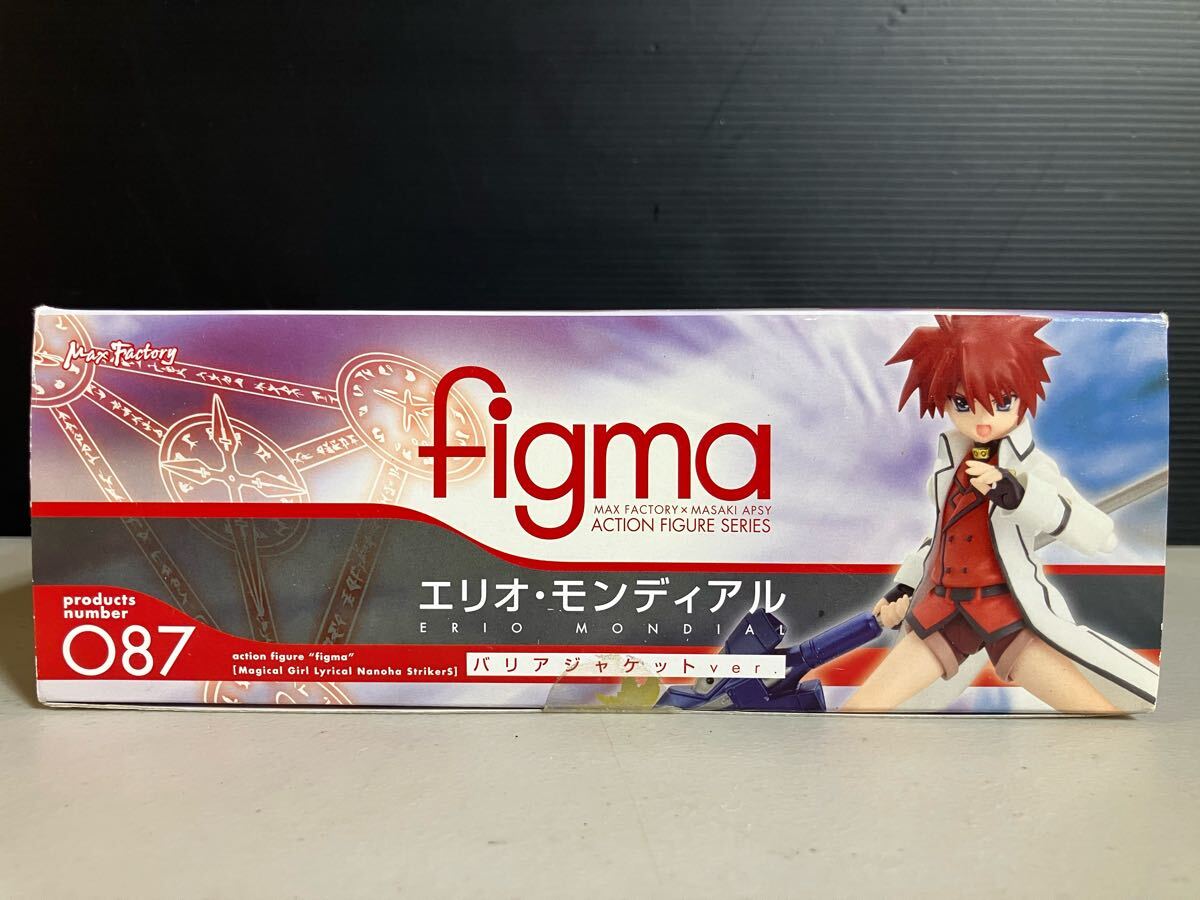 Max Factory
figma
MAX FACTORY × MASAKI APSY
ACTION FIGURE SERIES
エリオ・モンディアル
ERIO MONDIAL
products
number
087
action figure "figma"
[Magical Girl Lyrical Nanoha StrikerS]
バリアジャケットver.